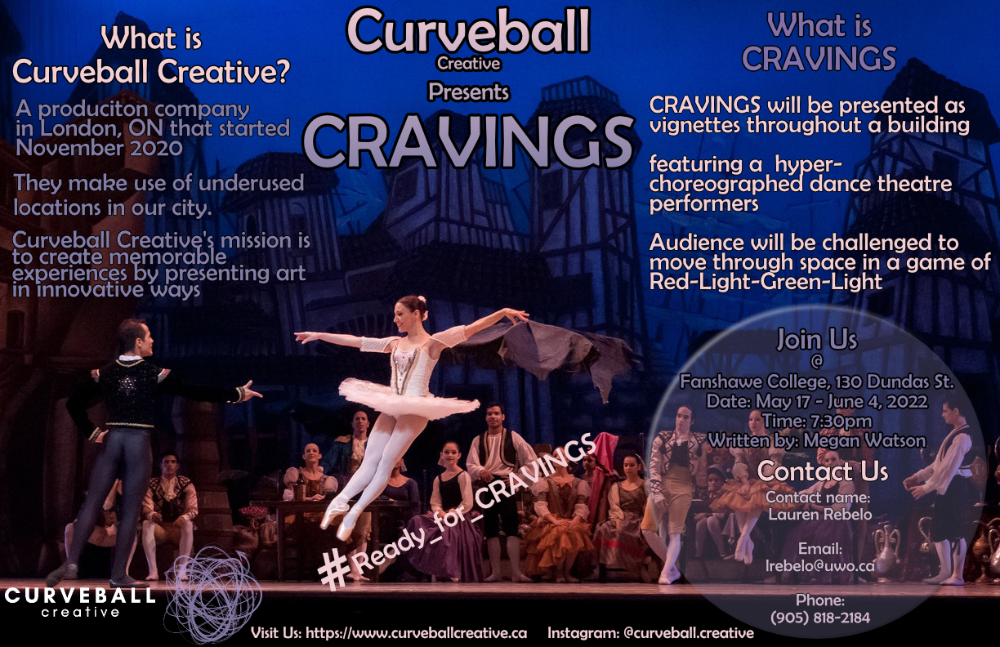 What is
Curveball Creative?
A produciton company
in London, ON that started
November 2020
They make use of underused
locations in our city.
Curveball Creative's mission is
to create memorable
experiences by presenting art
in innovative ways
Curveball
Creative
Presents
CRAVINGS
What is
CRAVINGS
CRAVINGS will be presented as
vignettes throughout a building
featuring a hyper-
choreographed dance theatre
performers
Audience will be challenged to
move through space in a game of
Red-Light-Green-Light
Join Us
@
Fanshawe College, 130 Dundas St.
Date: May 17 - June 4, 2022
Time: 7:30pm
Written by: Megan Watson
Contact Us
Contact name:
Lauren Rebelo
Email:
lrebelo@uwo.ca
Phone:
(905) 818-2184
#Ready_for_CRAVINGS
CURVEBALL
creative
Visit Us: https://www.curveballcreative.ca Instagram: @curveball.creative